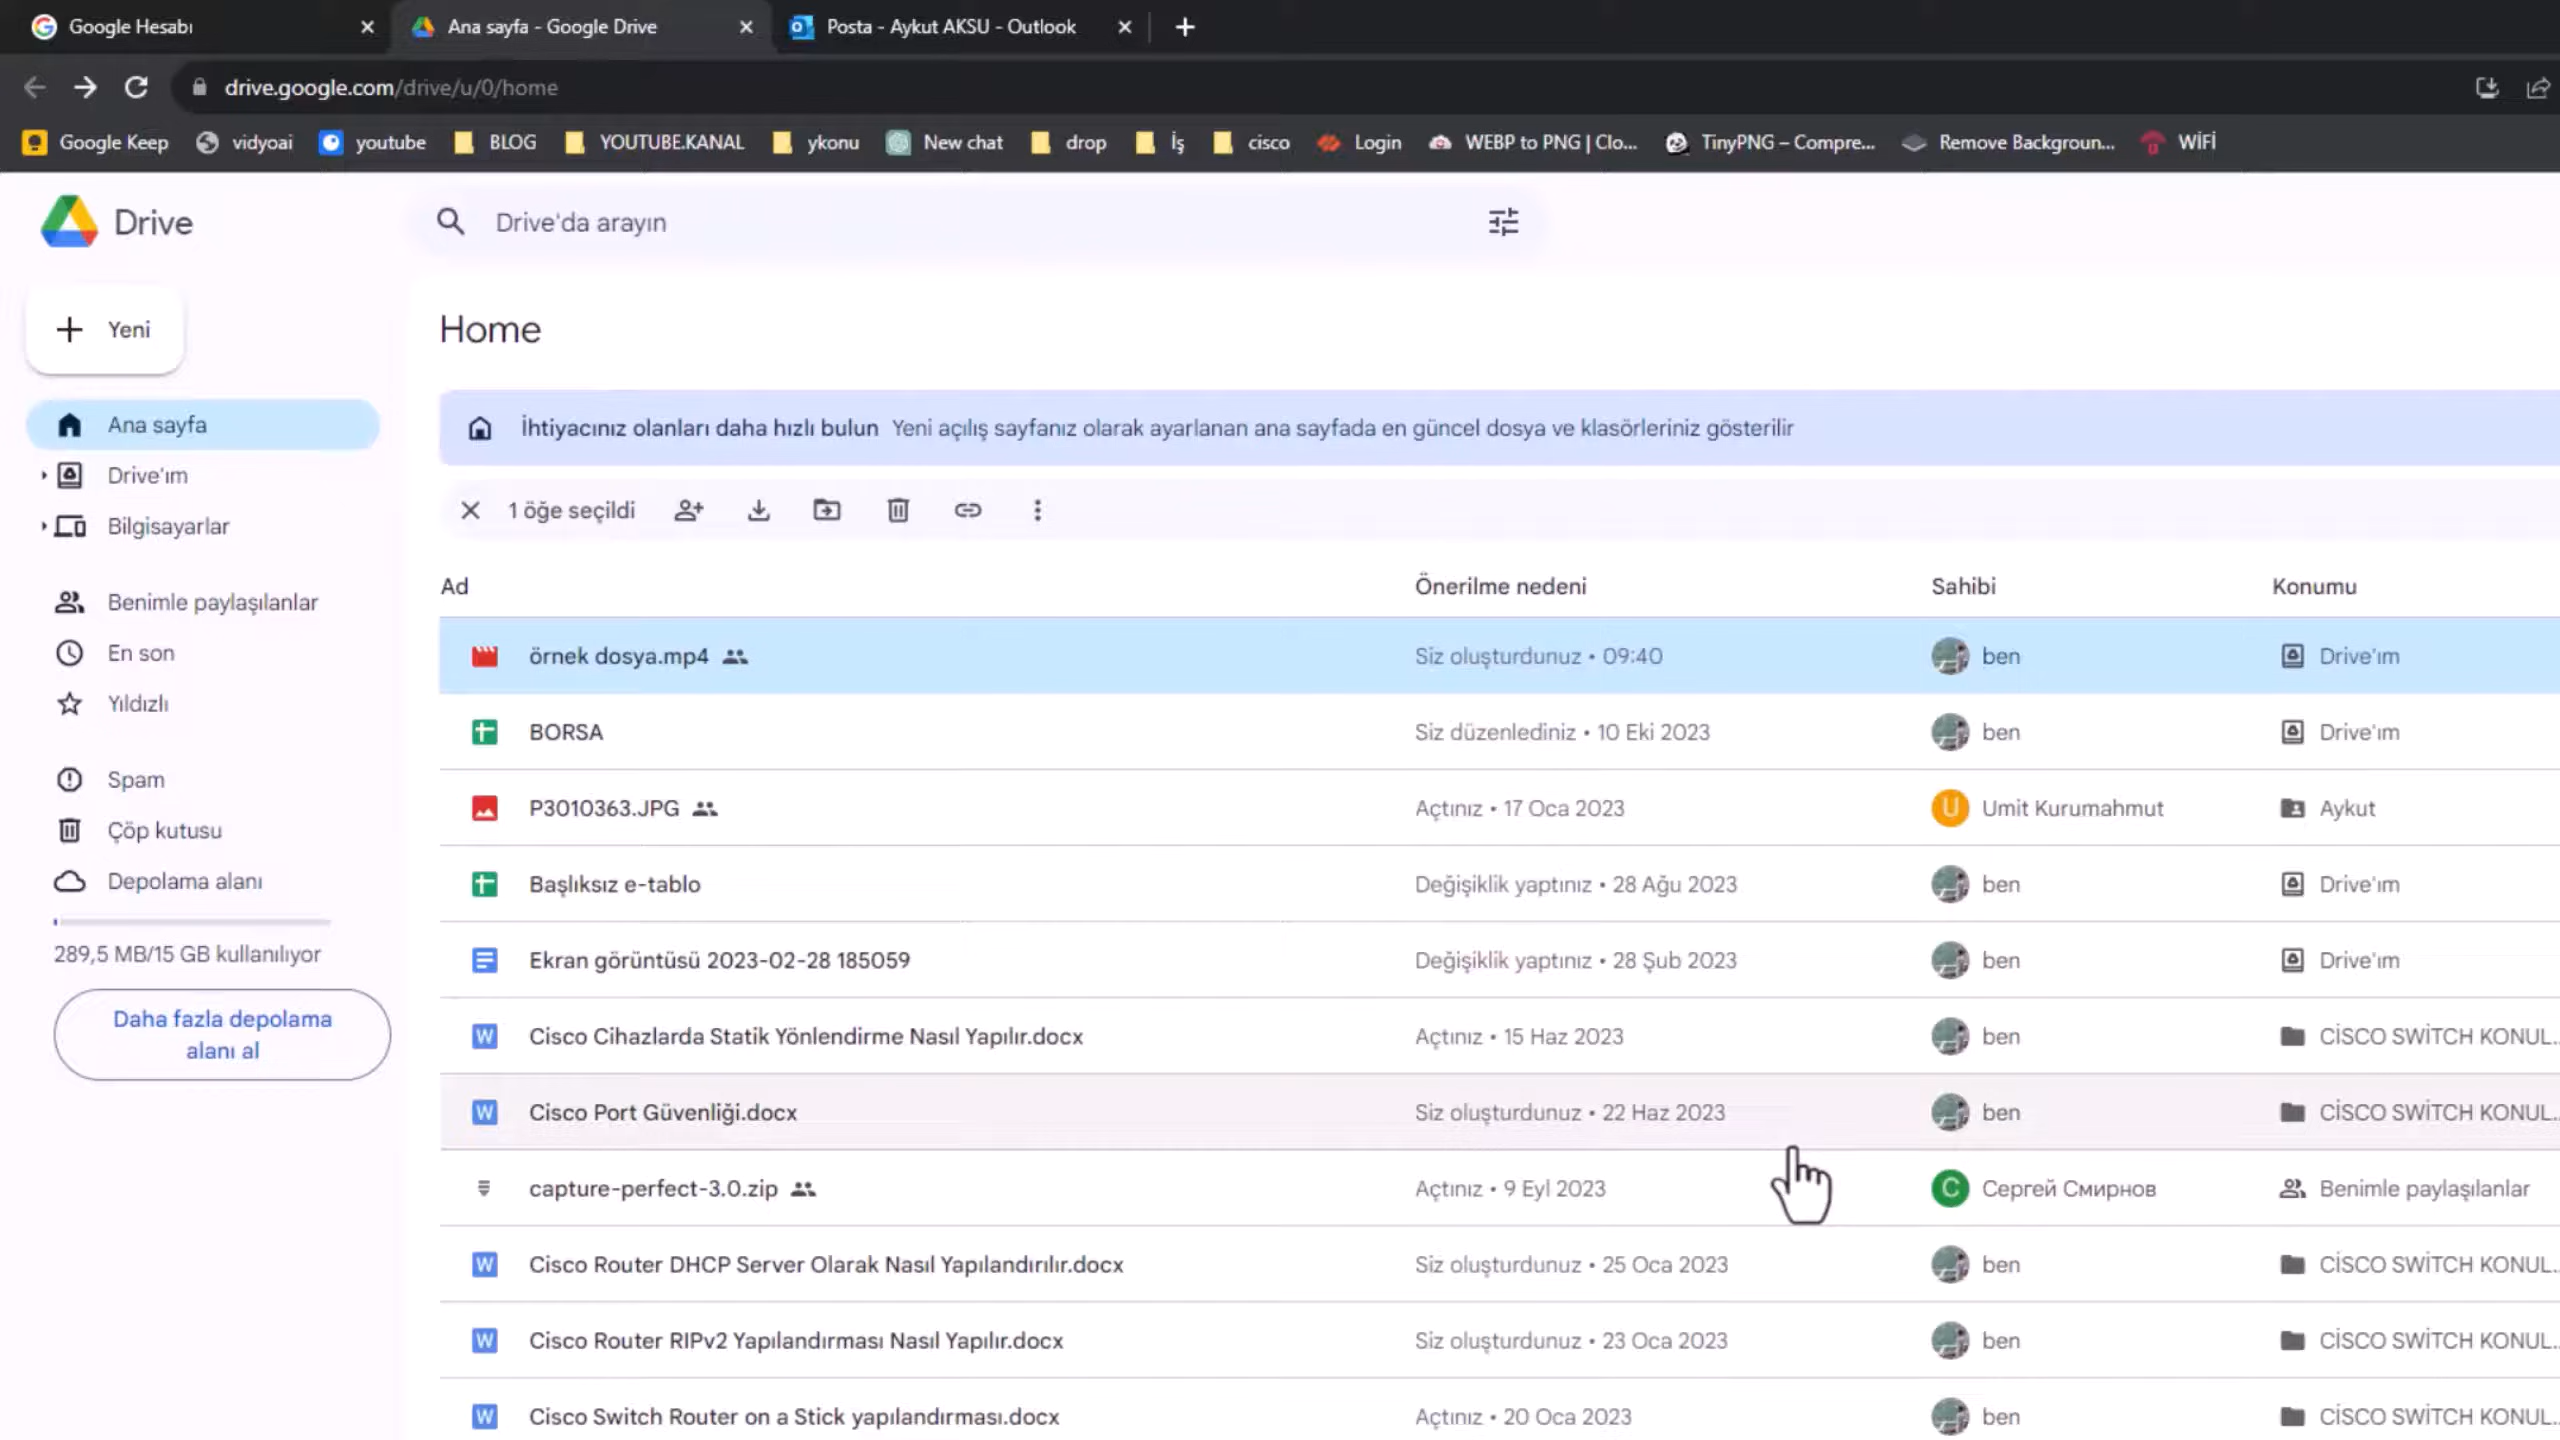 Google Hesabı
Ana sayfa - Google Drive
Posta - Aykut AKSU - Outlook
drive.google.com/drive/u/0/home
Google Keep vidyoai youtube BLOG YOUTUBE.KANAL ykonu New chat drop İş cisco Login WEBP to PNG | Clo... TinyPNG – Compre... Remove Backgroun... WİFİ
Drive
Drive'da arayın
Yeni
Home
Ana sayfa
Drive'ım
Bilgisayarlar
Benimle paylaşılanlar
En son
Yıldızlı
Spam
Çöp kutusu
Depolama alanı
289,5 MB/15 GB kullanılıyor
Daha fazla depolama
alanı al
İhtiyacınız olanları daha hızlı bulun Yeni açılış sayfanız olarak ayarlanan ana sayfada en güncel dosya ve klasörleriniz gösterilir
1 öğe seçildi
Ad Önerilme nedeni Sahibi Konumu
örnek dosya.mp4 Siz oluşturdunuz • 09:40 ben Drive'ım
BORSA Siz düzenlediniz • 10 Eki 2023 ben Drive'ım
P3010363.JPG Açtınız • 17 Oca 2023 U Umit Kurumahmut Aykut
Başlıksız e-tablo Değişiklik yaptınız • 28 Ağu 2023 ben Drive'ım
Ekran görüntüsü 2023-02-28 185059 Değişiklik yaptınız • 28 Şub 2023 ben Drive'ım
W Cisco Cihazlarda Statik Yönlendirme Nasıl Yapılır.docx Açtınız • 15 Haz 2023 ben CİSCO SWİTCH KONUL...
W Cisco Port Güvenliği.docx Siz oluşturdunuz • 22 Haz 2023 ben CİSCO SWİTCH KONUL...
capture-perfect-3.0.zip Açtınız • 9 Eyl 2023 С Сергей Смирнов Benimle paylaşılanlar
W Cisco Router DHCP Server Olarak Nasıl Yapılandırılır.docx Siz oluşturdunuz • 25 Oca 2023 ben CİSCO SWİTCH KONUL...
W Cisco Router RIPv2 Yapılandırması Nasıl Yapılır.docx Siz oluşturdunuz • 23 Oca 2023 ben CİSCO SWİTCH KONUL...
W Cisco Switch Router on a Stick yapılandırması.docx Açtınız • 20 Oca 2023 ben CİSCO SWİTCH KONUL...